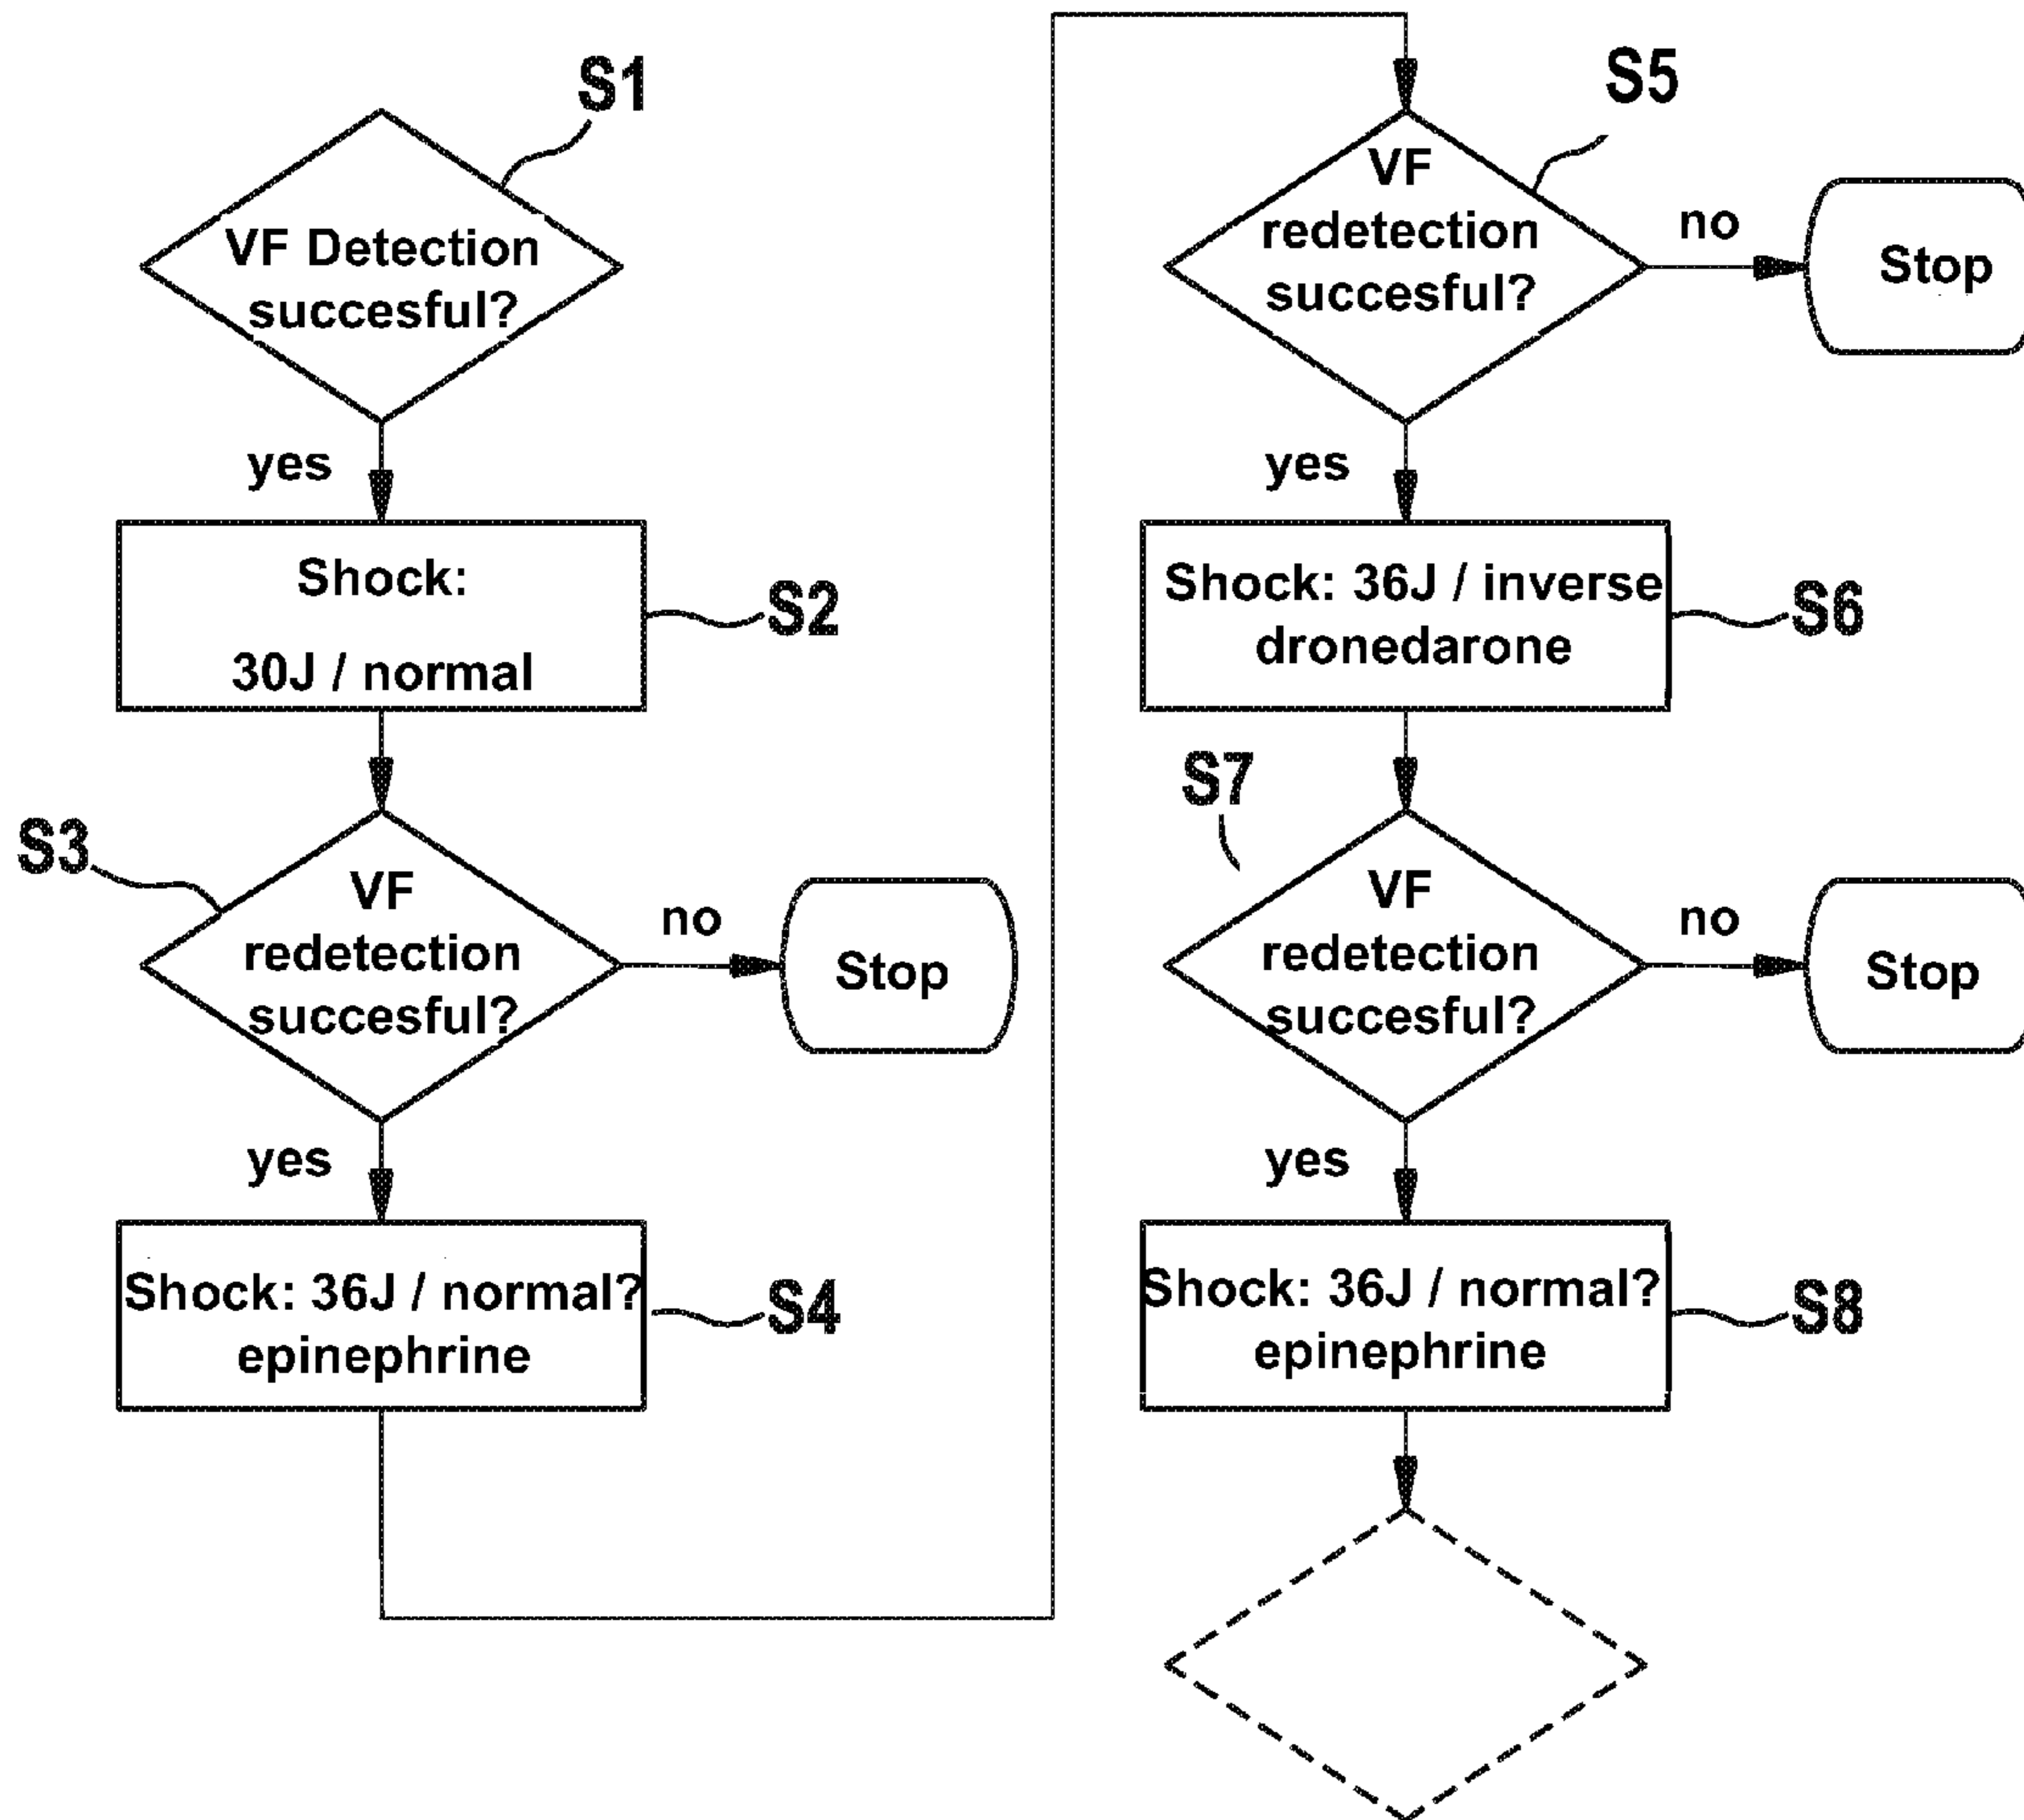 S1
VF Detection
succesful?
yes
Shock:
30J / normal
S2
S3
VF
redetection
succesful?
no
Stop
yes
Shock: 36J / normal?
epinephrine
S4
S5
VF
redetection
succesful?
no
Stop
yes
Shock: 36J / inverse
dronedarone
S6
S7
VF
redetection
succesful?
no
Stop
yes
Shock: 36J / normal?
epinephrine
S8